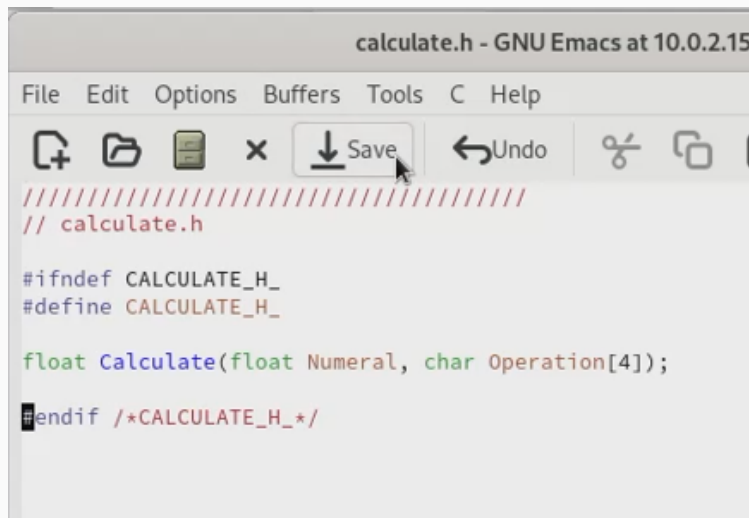 calculate.h - GNU Emacs at 10.0.2.15
File Edit Options Buffers Tools C Help
Save Undo
///////////////////////////////////////
// calculate.h
#ifndef CALCULATE_H_
#define CALCULATE_H_
float Calculate(float Numeral, char Operation[4]);
#endif /*CALCULATE_H_*/